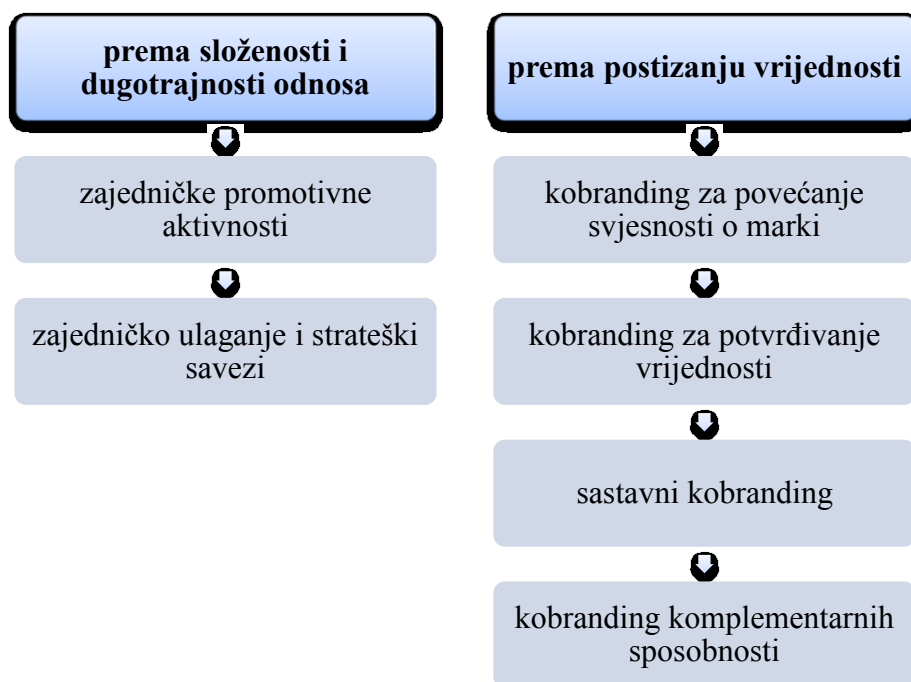 prema složenosti i
dugotrajnosti odnosa
zajedničke promotivne
aktivnosti
zajedničko ulaganje i strateški
savezi
prema postizanju vrijednosti
kobranding za povećanje
svjesnosti o marki
kobranding za potvrđivanje
vrijednosti
sastavni kobranding
kobranding komplementarnih
sposobnosti